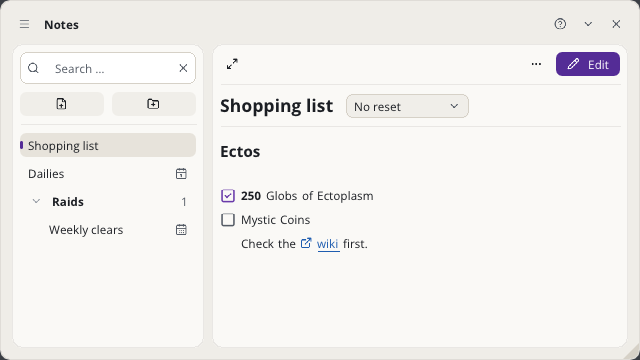 Notes
Search ...
Edit
Shopping list
No reset
Shopping list
Dailies
Raids 1
Weekly clears
Ectos
250 Globs of Ectoplasm
Mystic Coins
Check the wiki first.